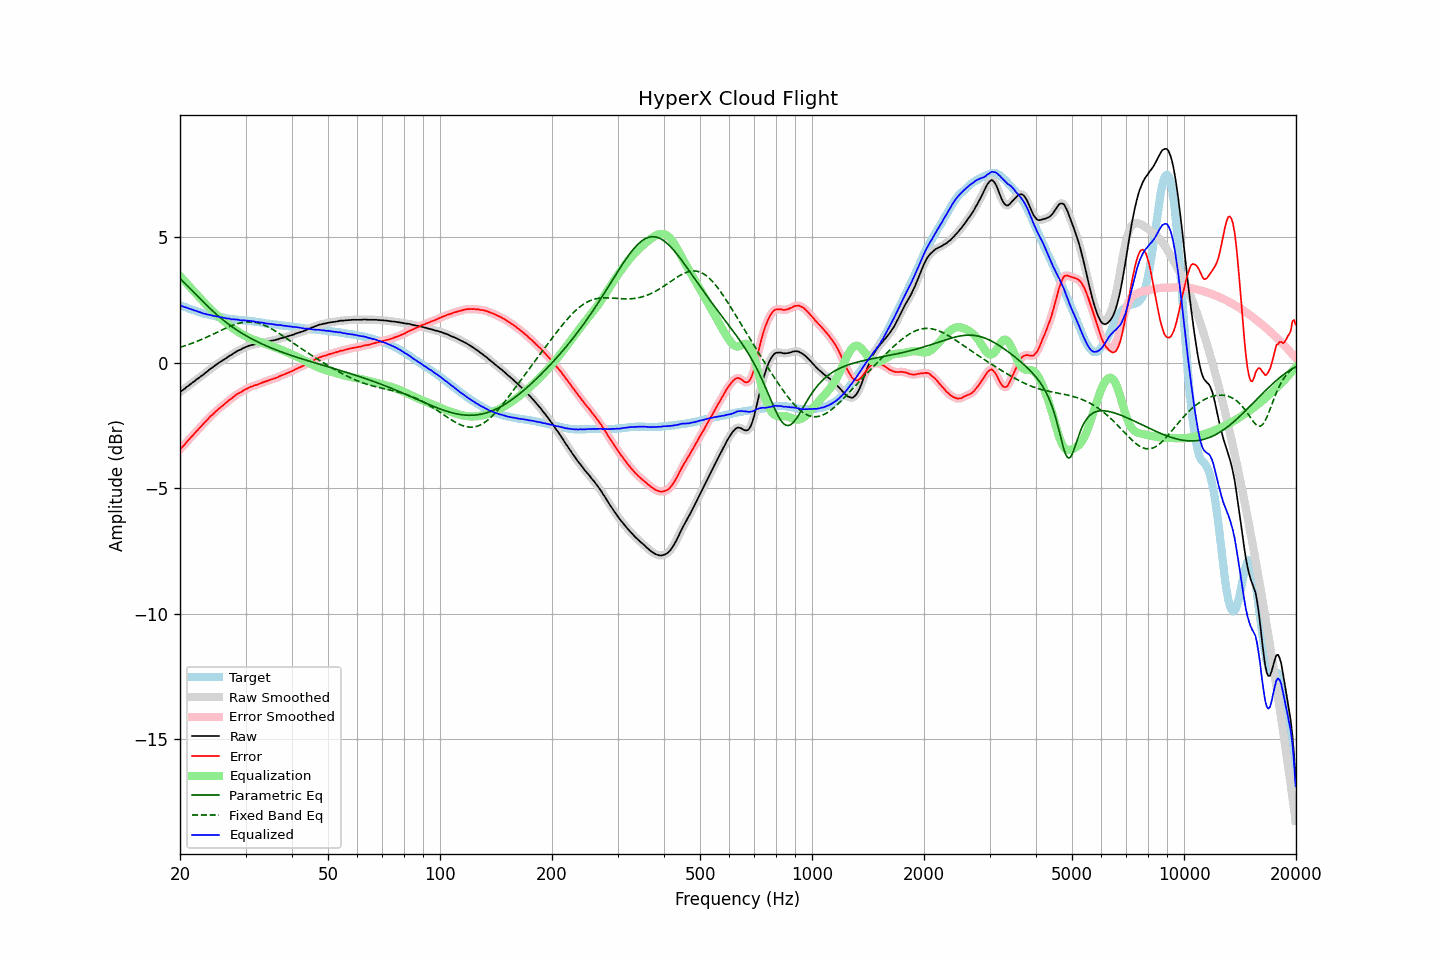 HyperX Cloud Flight
Amplitude (dBr)
5
0
−5
−10
−15
Target
Raw Smoothed
Error Smoothed
Raw
Error
Equalization
Parametric Eq
Fixed Band Eq
Equalized
20 50 100 200 500 1000 2000 5000 10000 20000
Frequency (Hz)